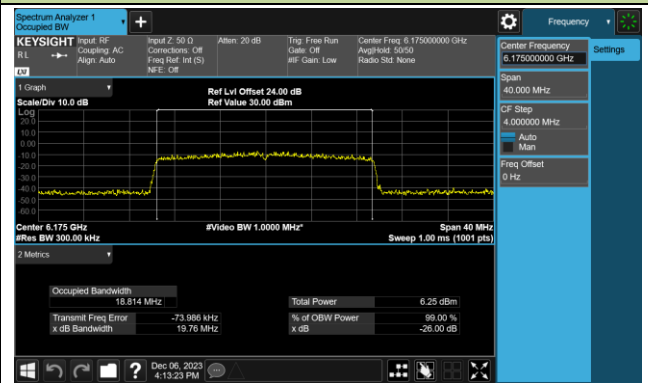 Spectrum Analyzer 1
Occupied BW
Frequency
KEYSIGHT
RL
Input: RF
Coupling: AC
Align: Auto
Input Z: 50 Ω
Corrections: Off
Freq Ref: Int (S)
NFE: Off
Atten: 20 dB
Trig: Free Run
Gate: Off
#IF Gain: Low
Center Freq: 6.175000000 GHz
Avg|Hold: 50/50
Radio Std: None
Center Frequency
6.175000000 GHz
Settings
Span
40.000 MHz
CF Step
4.000000 MHz
Auto
Man
Freq Offset
0 Hz
1 Graph
Scale/Div 10.0 dB
Ref Lvl Offset 24.00 dB
Ref Value 30.00 dBm
Log
20.0
10.0
0.00
-10.0
-20.0
-30.0
-40.0
-50.0
-60.0
Center 6.175 GHz
#Res BW 300.00 kHz
#Video BW 1.0000 MHz*
Span 40 MHz
Sweep 1.00 ms (1001 pts)
2 Metrics
Occupied Bandwidth
18.814 MHz
Total Power 6.25 dBm
Transmit Freq Error -73.986 kHz
% of OBW Power 99.00 %
x dB Bandwidth 19.76 MHz
x dB -26.00 dB
Dec 06, 2023
4:13:23 PM